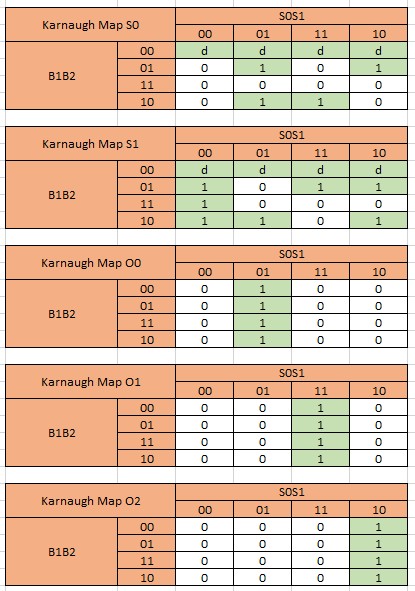 Karnaugh Map S0 S0S1
00 01 11 10
B1B2 00 d d d d
01 0 1 0 1
11 0 0 0 0
10 0 1 1 0
Karnaugh Map S1 S0S1
00 01 11 10
B1B2 00 d d d d
01 1 0 1 1
11 1 0 0 0
10 1 1 0 1
Karnaugh Map O0 S0S1
00 01 11 10
B1B2 00 0 1 0 0
01 0 1 0 0
11 0 1 0 0
10 0 1 0 0
Karnaugh Map O1 S0S1
00 01 11 10
B1B2 00 0 0 1 0
01 0 0 1 0
11 0 0 1 0
10 0 0 1 0
Karnaugh Map O2 S0S1
00 01 11 10
B1B2 00 0 0 0 1
01 0 0 0 1
11 0 0 0 1
10 0 0 0 1